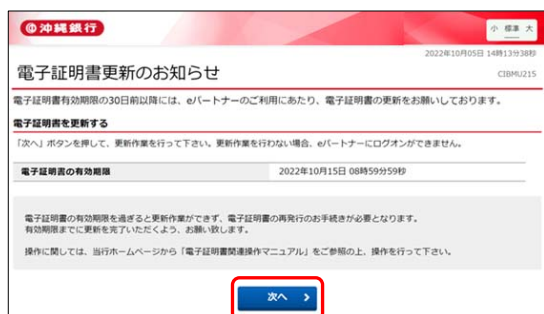 沖縄銀行
小 標準 大
2022年10月05日 14時13分38秒
電子証明書更新のお知らせ
CIBMU215
電子証明書有効期限の30日前以降には、eパートナーのご利用にあたり、電子証明書の更新をお願いしております。
電子証明書を更新する
「次へ」ボタンを押して、更新作業を行って下さい。更新作業を行わない場合、eパートナーにログオンができません。
電子証明書の有効期限 2022年10月15日 08時59分59秒
電子証明書の有効期限を過ぎると更新作業ができず、電子証明書の再発行のお手続きが必要となります。
有効期限までに更新を完了いただくよう、お願い致します。
操作に関しては、当行ホームページから「電子証明書関連操作マニュアル」をご参照の上、操作を行って下さい。
次へ